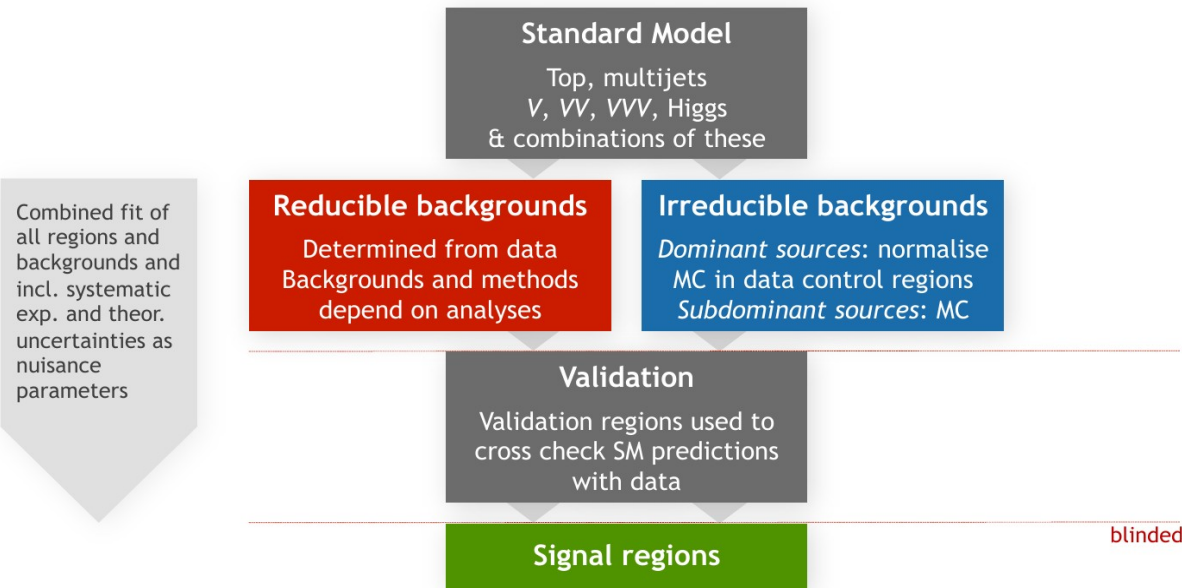 Standard Model
Top, multijets
V, VV, VVV, Higgs
& combinations of these
Combined fit of
all regions and
backgrounds and
incl. systematic
exp. and theor.
uncertainties as
nuisance
parameters
Reducible backgrounds
Determined from data
Backgrounds and methods
depend on analyses
Irreducible backgrounds
Dominant sources: normalise
MC in data control regions
Subdominant sources: MC
Validation
Validation regions used to
cross check SM predictions
with data
blinded
Signal regions